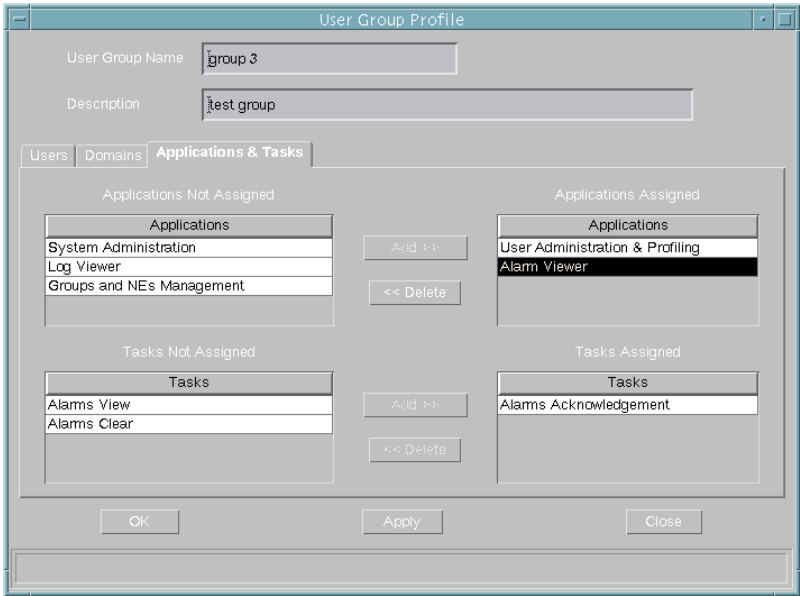 User Group Profile
User Group Name
group 3
Description
test group
Users
Domains
Applications & Tasks
Applications Not Assigned
Applications Assigned
Applications
Applications
System Administration
Add >>
User Administration & Profiling
Log Viewer
Alarm Viewer
Groups and NEs Management
<< Delete
Tasks Not Assigned
Tasks Assigned
Tasks
Tasks
Alarms View
Add >>
Alarms Acknowledgement
Alarms Clear
<< Delete
OK
Apply
Close